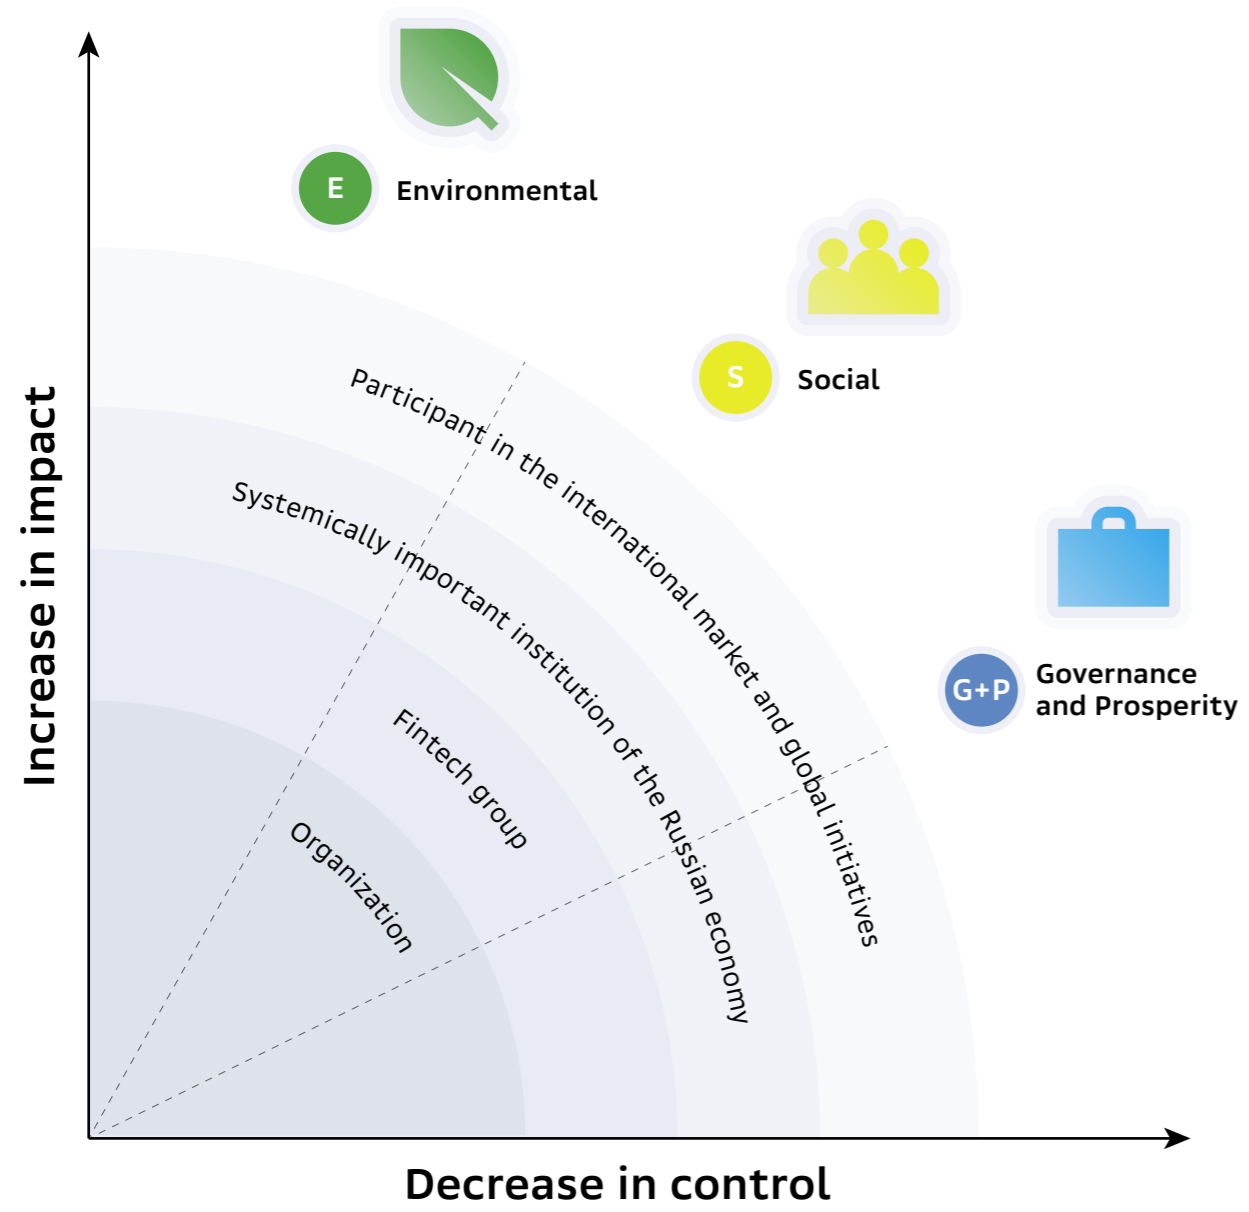 E
Environmental
S
Social
G+P
Governance
and Prosperity
Increase in impact
Participant in the international market and global initiatives
Systemically important institution of the Russian economy
Fintech group
Organization
Decrease in control